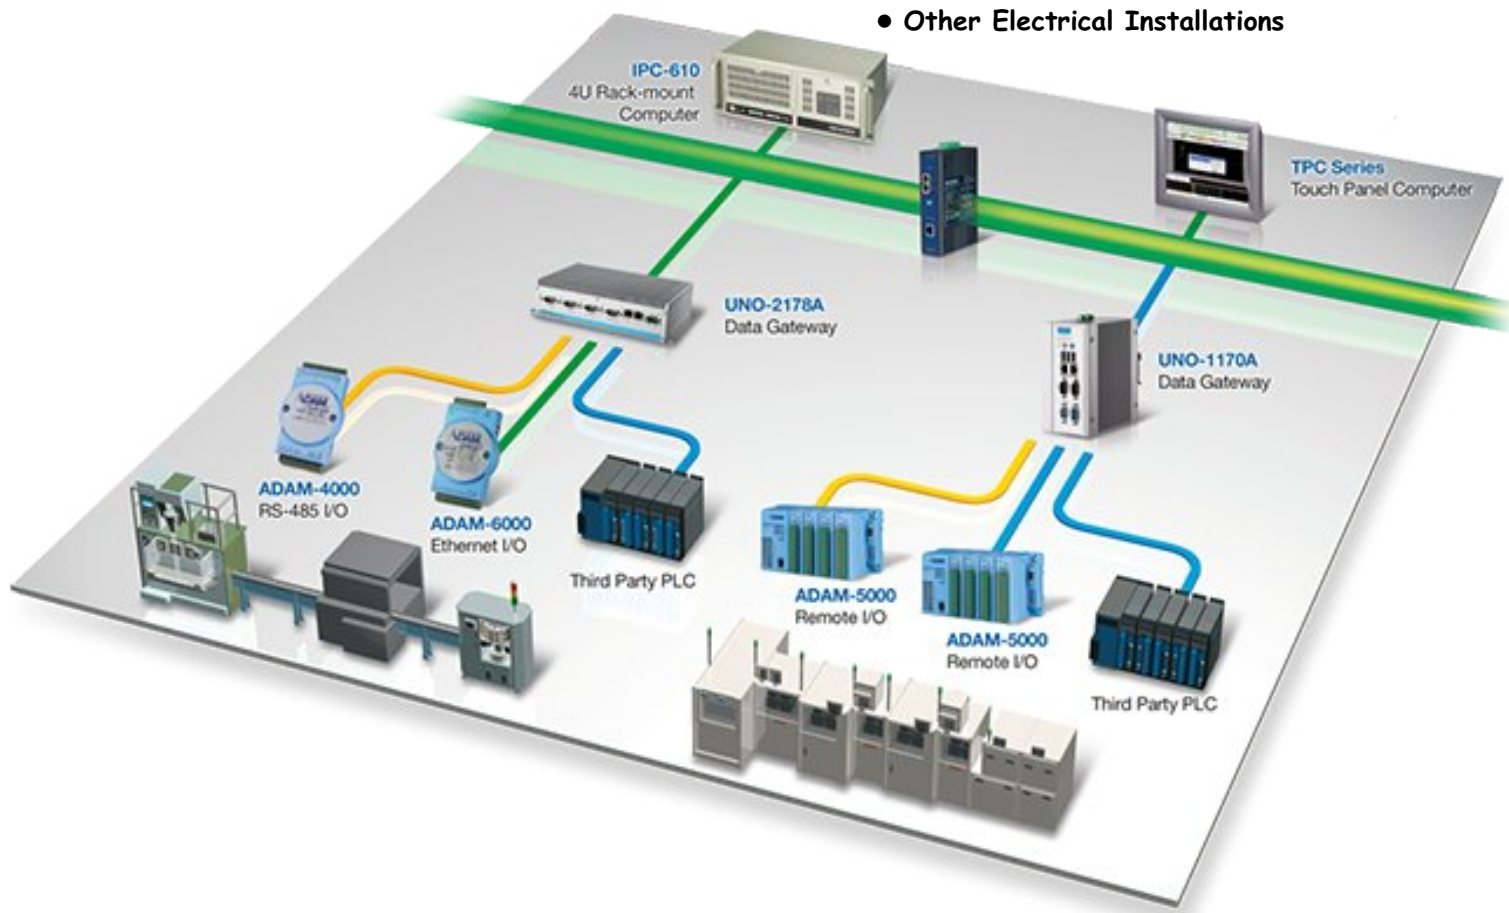 ● Other Electrical Installations
IPC-610
4U Rack-mount
Computer
TPC Series
Touch Panel Computer
UNO-2178A
Data Gateway
UNO-1170A
Data Gateway
ADAM
ADAM-4000
RS-485 I/O
ADAM
ADAM-6000
Ethernet I/O
Third Party PLC
ADAM-5000
Remote I/O
ADAM-5000
Remote I/O
Third Party PLC